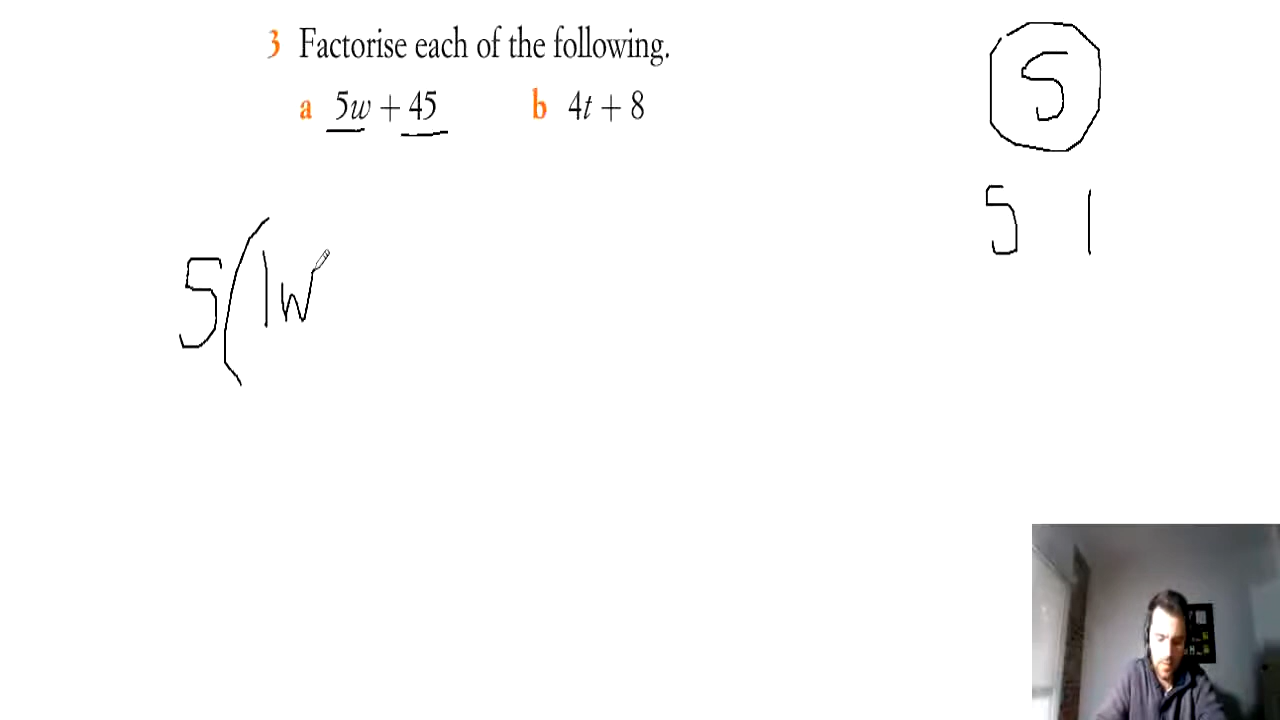 3 Factorise each of the following.
a 5w + 45 b 4t + 8
5
5 1
5(1w